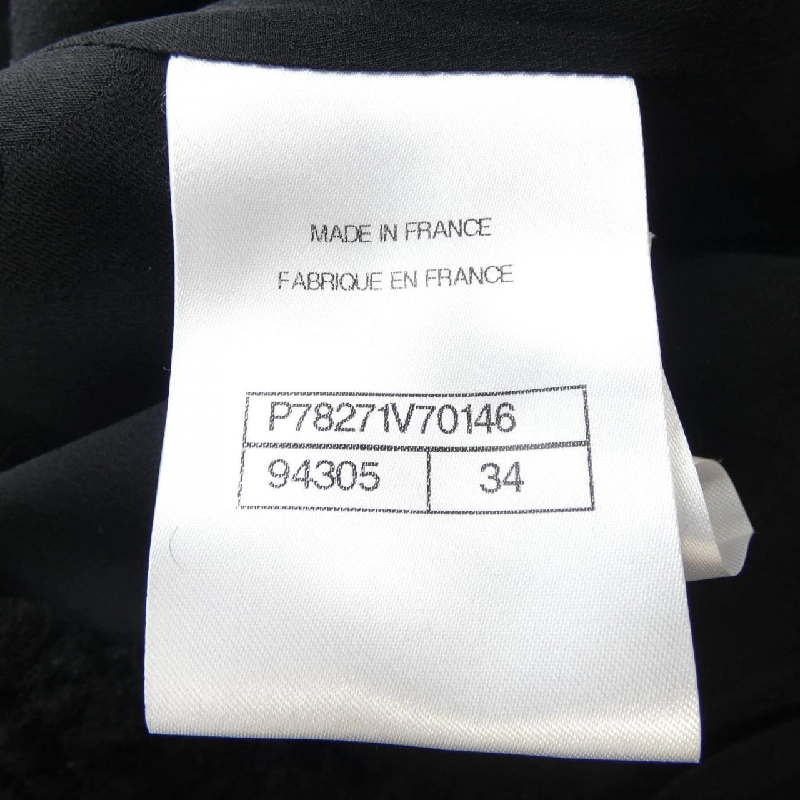 MADE IN FRANCE
FABRIQUE EN FRANCE
P78271V70146
94305 34